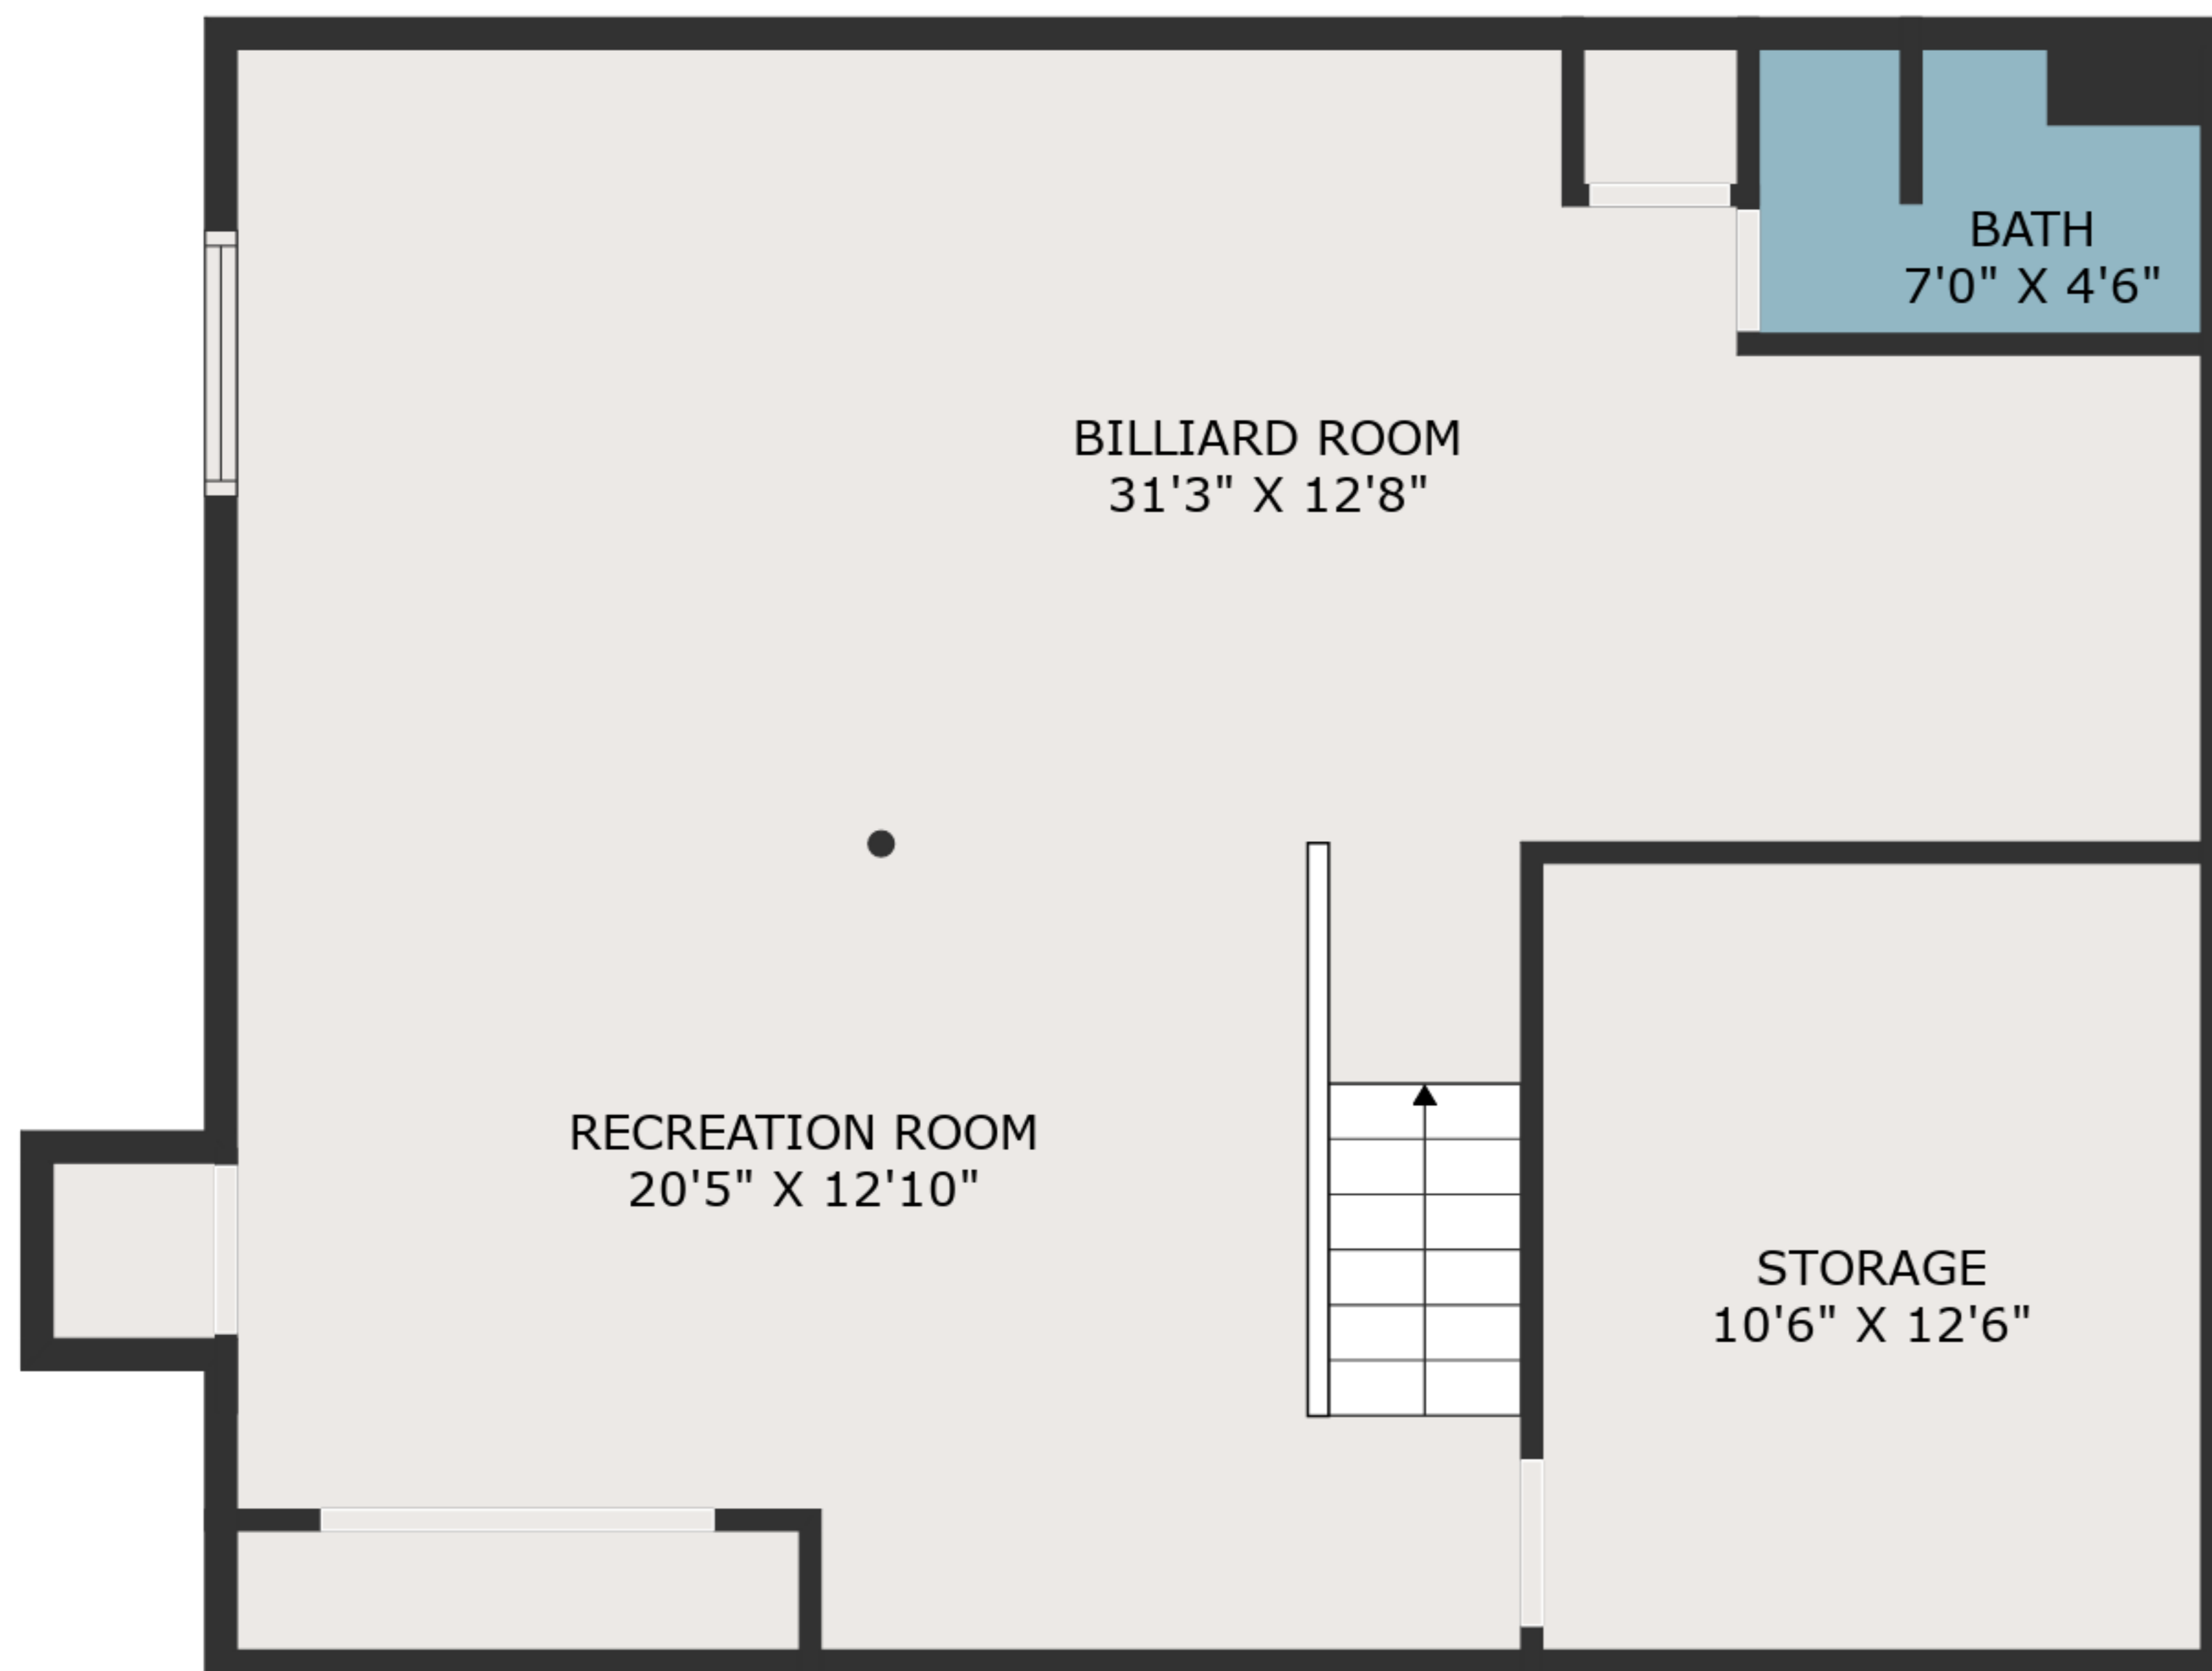 BATH
7'0" X 4'6"
BILLIARD ROOM
31'3" X 12'8"
RECREATION ROOM
20'5" X 12'10"
STORAGE
10'6" X 12'6"